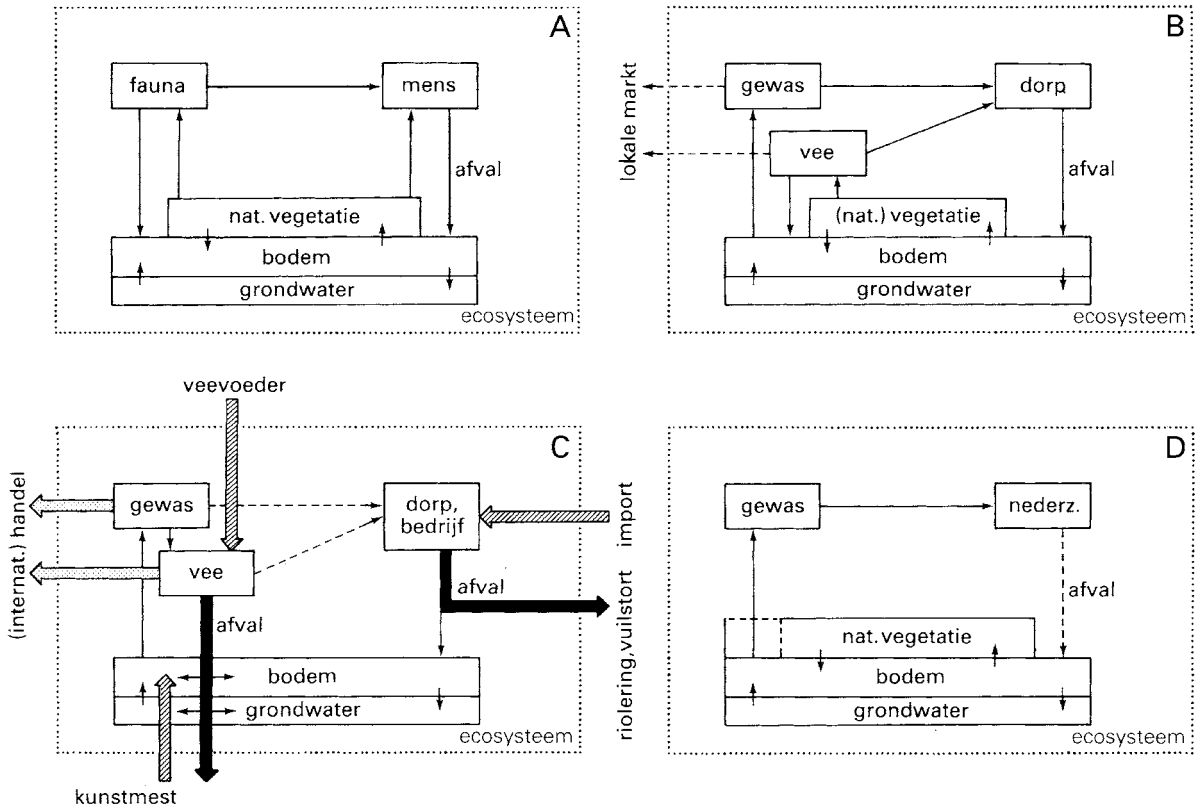 A
fauna
mens
afval
nat. vegetatie
bodem
grondwater
ecosysteem
B
lokale markt
gewas
dorp
vee
afval
(nat.) vegetatie
bodem
grondwater
ecosysteem
veevoeder
C
(internat.) handel
gewas
dorp,
bedrijf
import
vee
afval
afval
riolering,vuilstort
bodem
grondwater
ecosysteem
kunstmest
D
gewas
nederz.
afval
nat. vegetatie
bodem
grondwater
ecosysteem